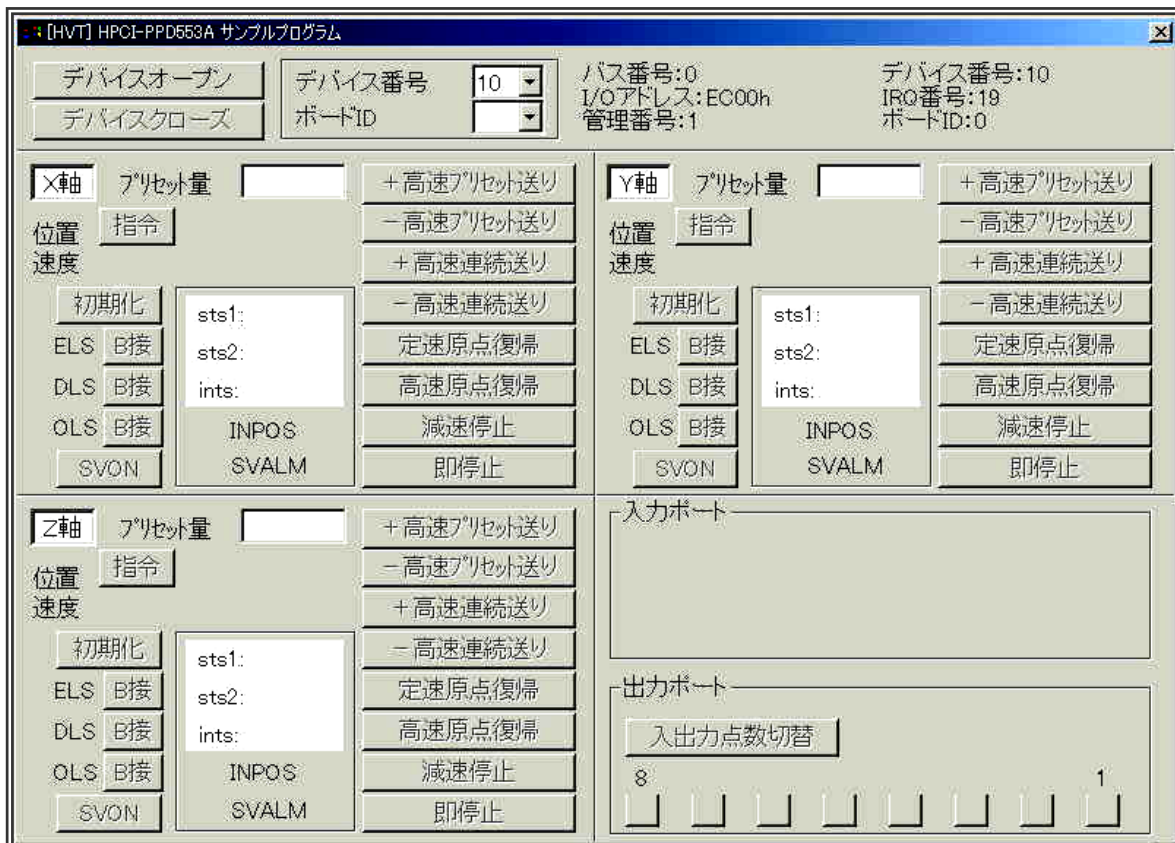 [HVT] HPCI-PPD553A サンプルプログラム
デバイスオープン
デバイスクローズ
デバイス番号 10
ボードID
バス番号:0
I/Oアドレス:EC00h
管理番号:1
デバイス番号:10
IRQ番号:19
ボードID:0
X軸 プリセット量
指令
位置
速度
初期化
ELS B接
DLS B接
OLS B接
SVON
sts1:
sts2:
ints:
INPOS
SVALM
+高速プリセット送り
-高速プリセット送り
+高速連続送り
-高速連続送り
定速原点復帰
高速原点復帰
減速停止
即停止
Y軸 プリセット量
指令
位置
速度
初期化
ELS B接
DLS B接
OLS B接
SVON
sts1:
sts2:
ints:
INPOS
SVALM
+高速プリセット送り
-高速プリセット送り
+高速連続送り
-高速連続送り
定速原点復帰
高速原点復帰
減速停止
即停止
Z軸 プリセット量
指令
位置
速度
初期化
ELS B接
DLS B接
OLS B接
SVON
sts1:
sts2:
ints:
INPOS
SVALM
+高速プリセット送り
-高速プリセット送り
+高速連続送り
-高速連続送り
定速原点復帰
高速原点復帰
減速停止
即停止
入力ポート
出力ポート
入出力点数切替
8 1